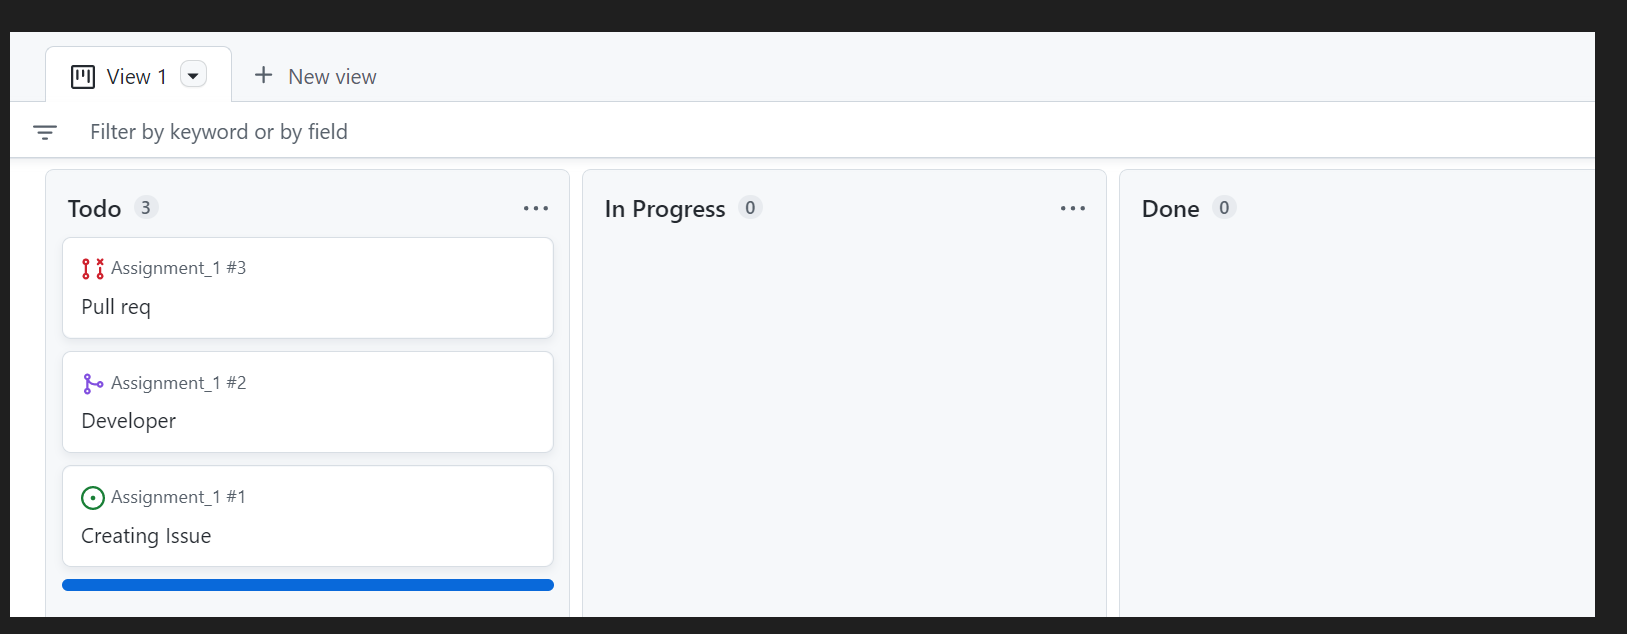 View 1
New view
Filter by keyword or by field
Todo 3
Assignment_1 #3
Pull req
Assignment_1 #2
Developer
Assignment_1 #1
Creating Issue
In Progress 0
Done 0